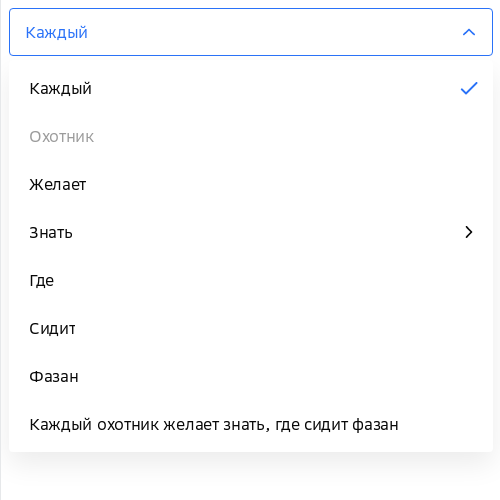 Каждый
Каждый
Охотник
Желает
Знать
Где
Сидит
Фазан
Каждый охотник желает знать, где сидит фазан